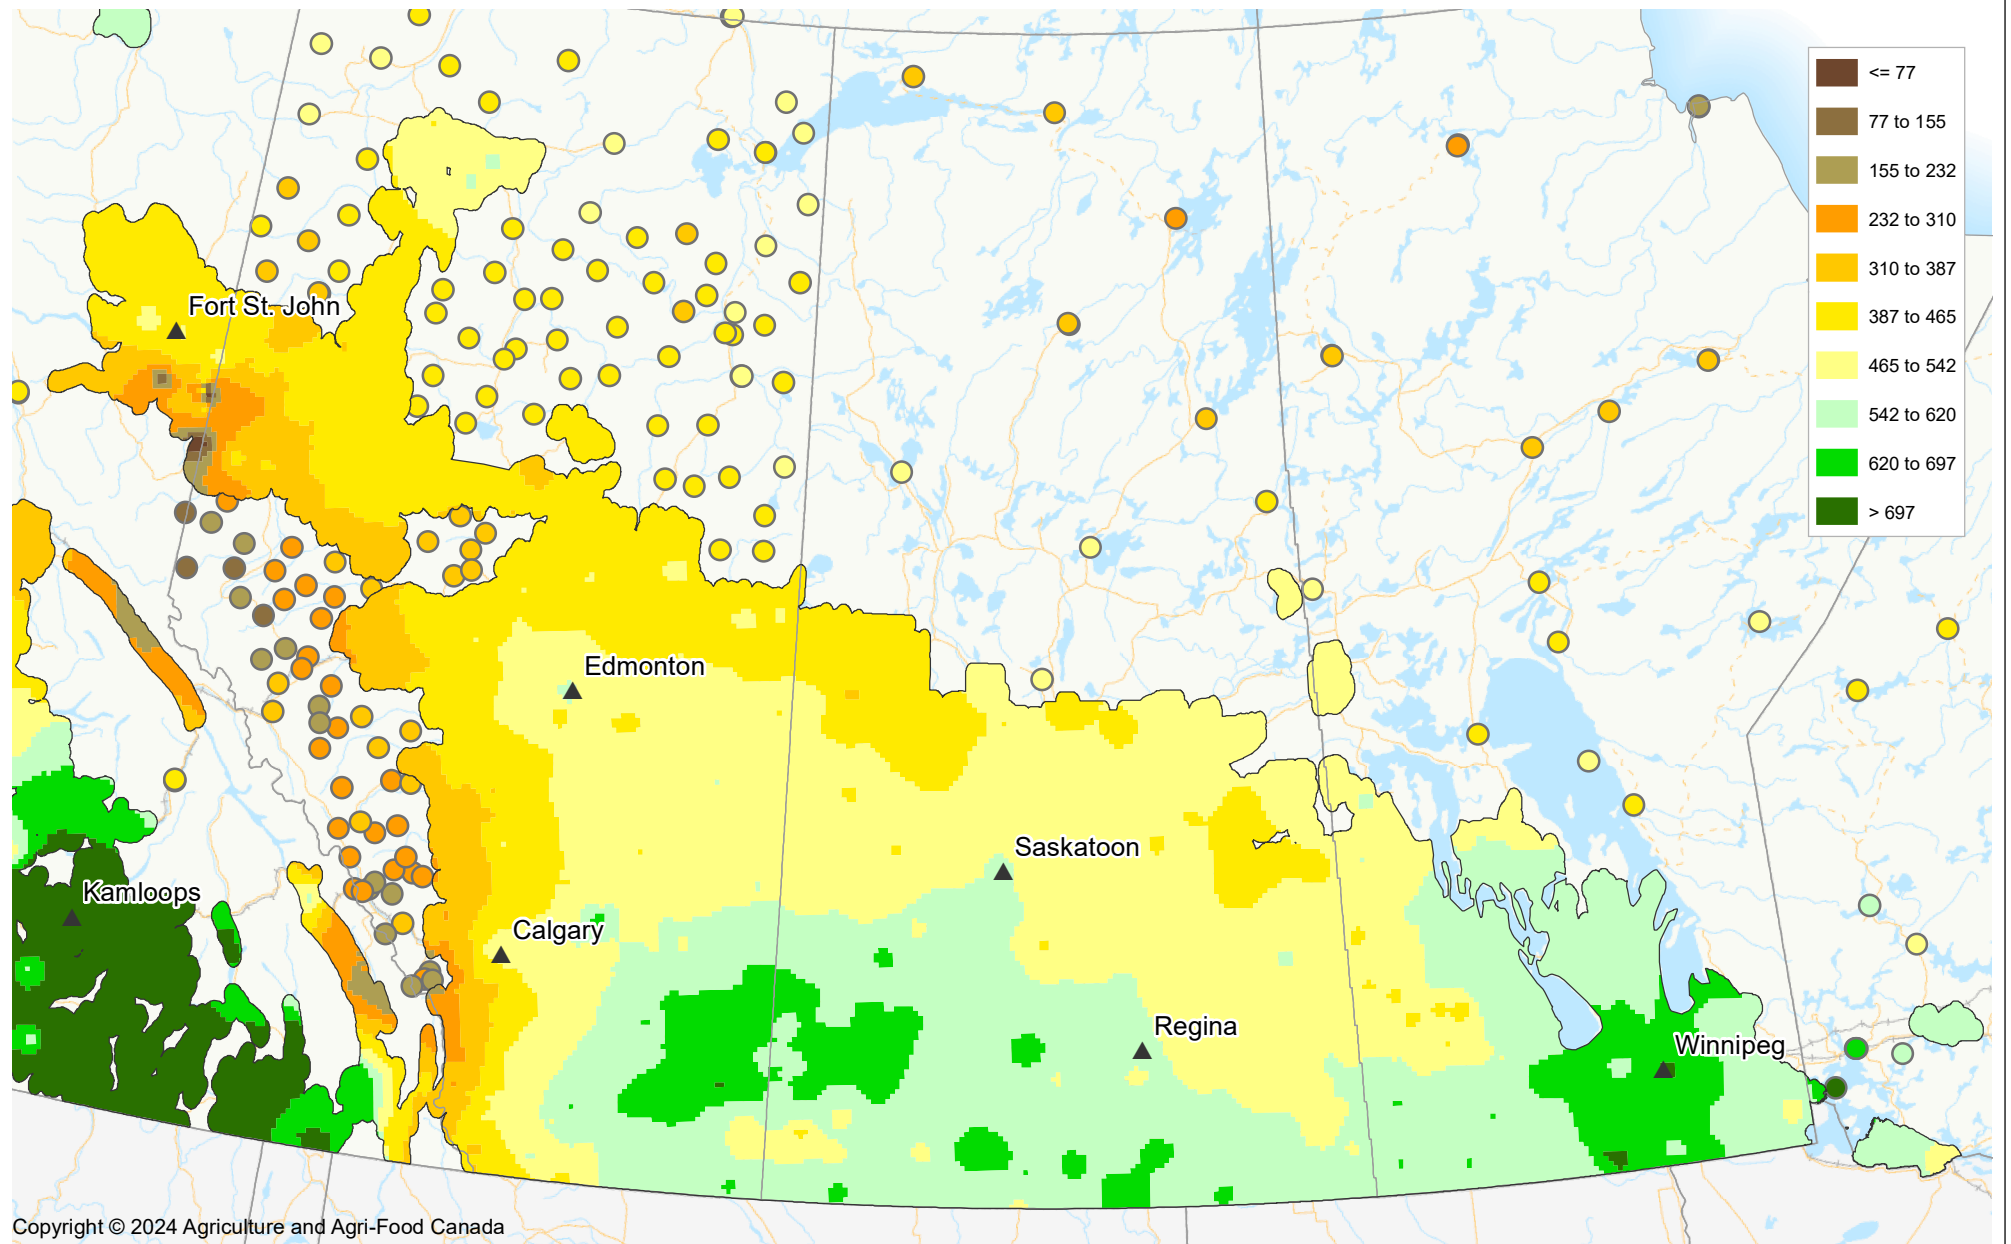 <= 77
77 to 155
155 to 232
232 to 310
310 to 387
387 to 465
465 to 542
542 to 620
620 to 697
> 697
Fort St. John
Edmonton
Saskatoon
Kamloops
Calgary
Regina
Winnipeg
Copyright © 2024 Agriculture and Agri-Food Canada